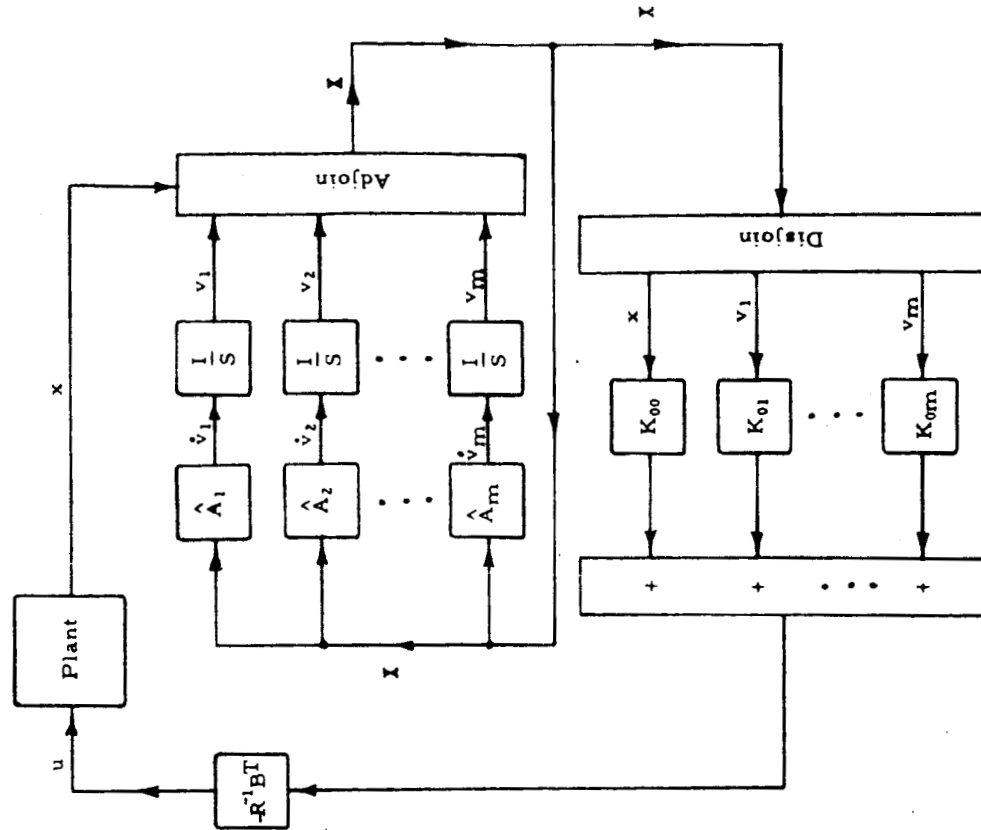 X
X
x
Adjoin
v₁
v₂
vm
I/S
I/S
. . .
I/S
v̇₁
v̇₂
v̇m
Â₁
Â₂
. . .
Âm
X
Plant
u
-R⁻¹Bᵀ
X
Disjoin
x
v₁
vm
K₀₀
K₀₁
. . .
K₀m
+
+
. . .
+